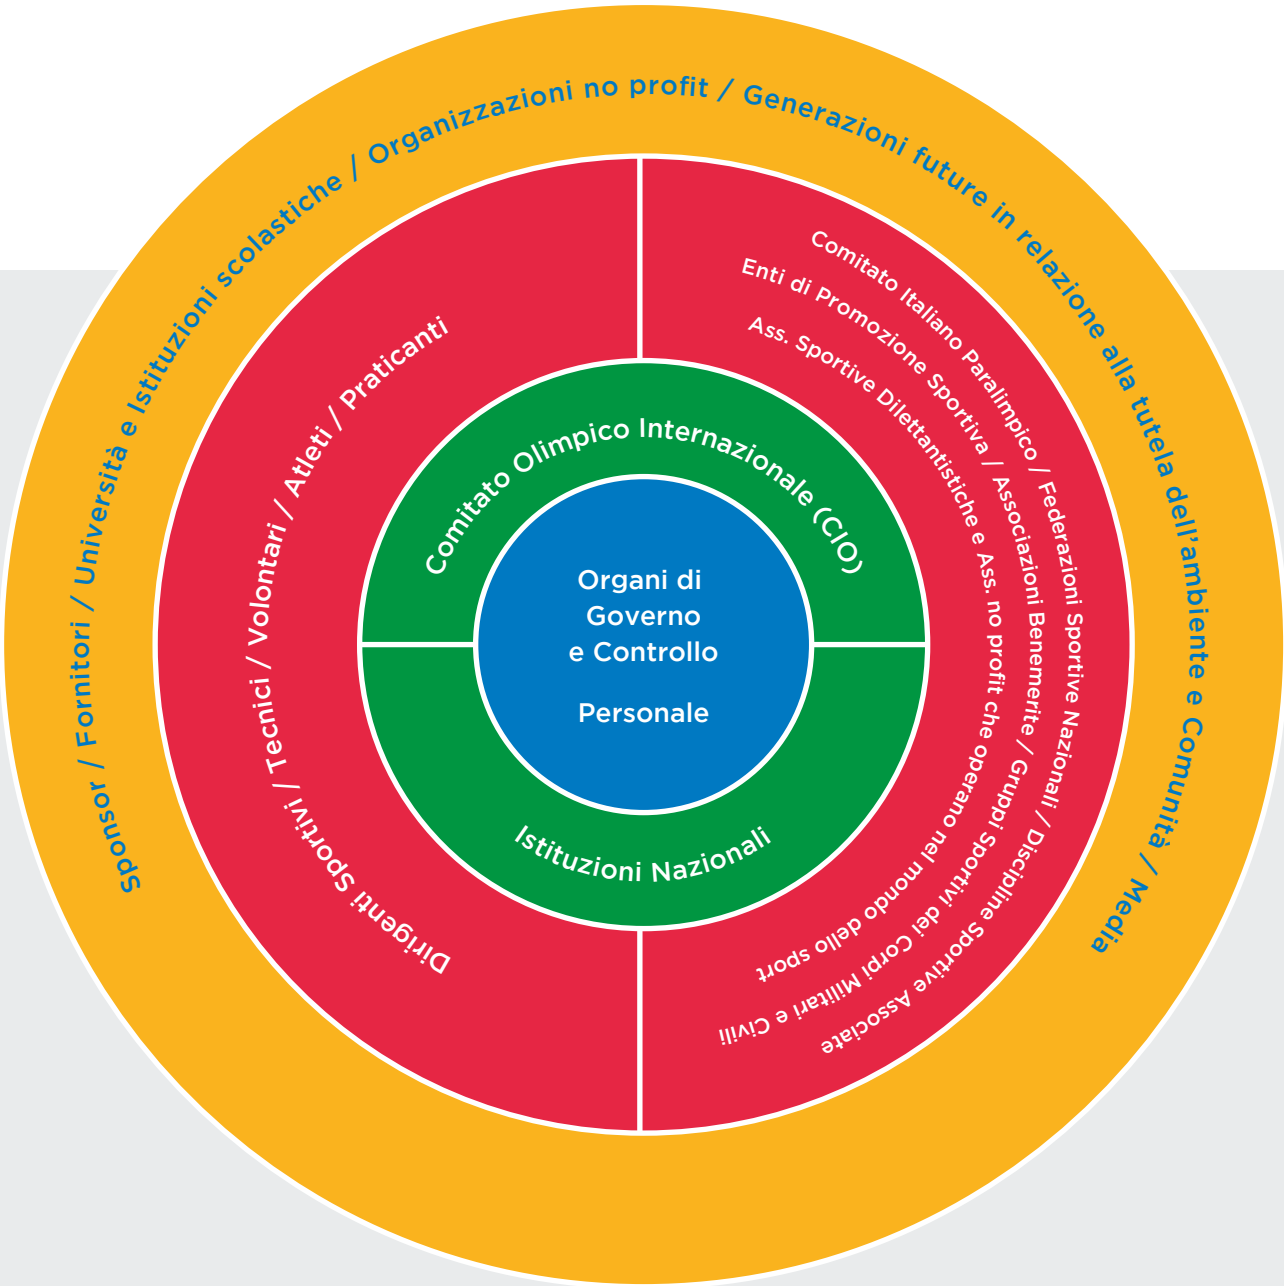 Sponsor / Fornitori / Università e Istituzioni scolastiche / Organizzazioni no profit / Generazioni future in relazione alla tutela dell'ambiente e Comunità / Media
Dirigenti Sportivi / Tecnici / Volontari / Atleti / Praticanti
Comitato Italiano Paralimpico / Federazioni Sportive Nazionali / Discipline Sportive Associate
Enti di Promozione Sportiva / Associazioni Benemerite / Gruppi Sportivi dei Corpi Militari e Civili
Ass. Sportive Dilettantistiche e Ass. no profit che operano nel mondo dello sport
Comitato Olimpico Internazionale (CIO)
Organi di
Governo
e Controllo
Personale
Istituzioni Nazionali